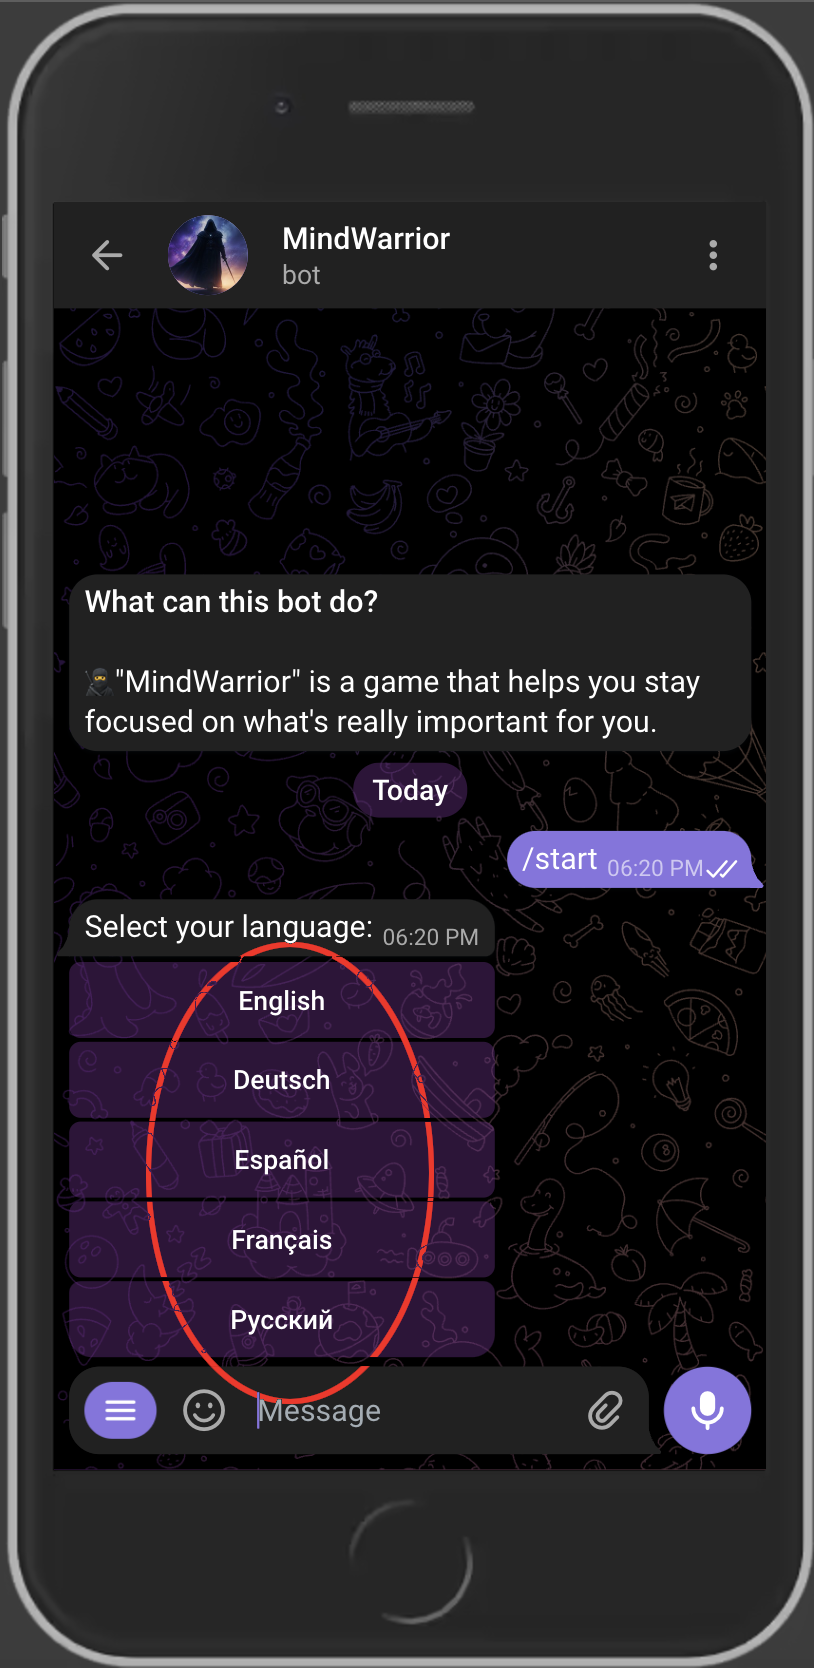 MindWarrior
bot
What can this bot do?
🥷"MindWarrior" is a game that helps you stay
focused on what's really important for you.
Today
/start 06:20 PM
Select your language: 06:20 PM
English
Deutsch
Español
Français
Русский
Message